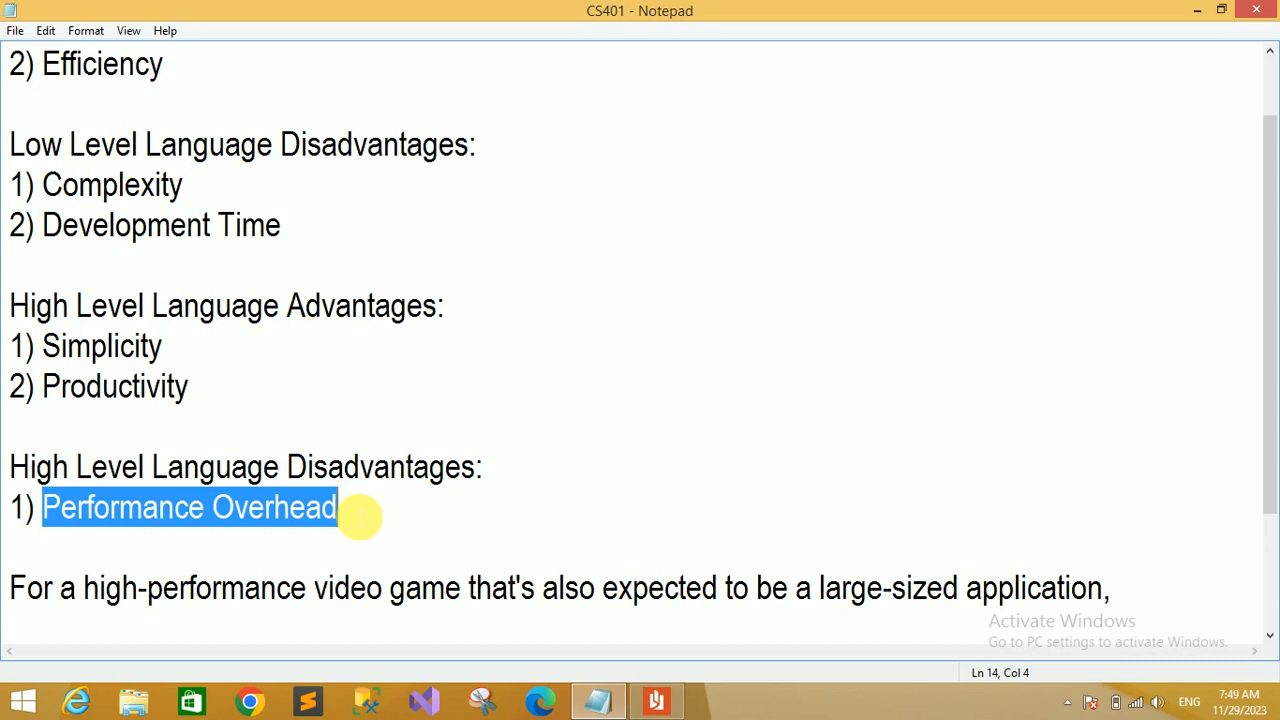 CS401 - Notepad
File Edit Format View Help
2) Efficiency
Low Level Language Disadvantages:
1) Complexity
2) Development Time
High Level Language Advantages:
1) Simplicity
2) Productivity
High Level Language Disadvantages:
1) Performance Overhead
For a high-performance video game that's also expected to be a large-sized application,
Activate Windows
Go to PC settings to activate Windows.
Ln 14, Col 4
ENG
7:49 AM
11/29/2023